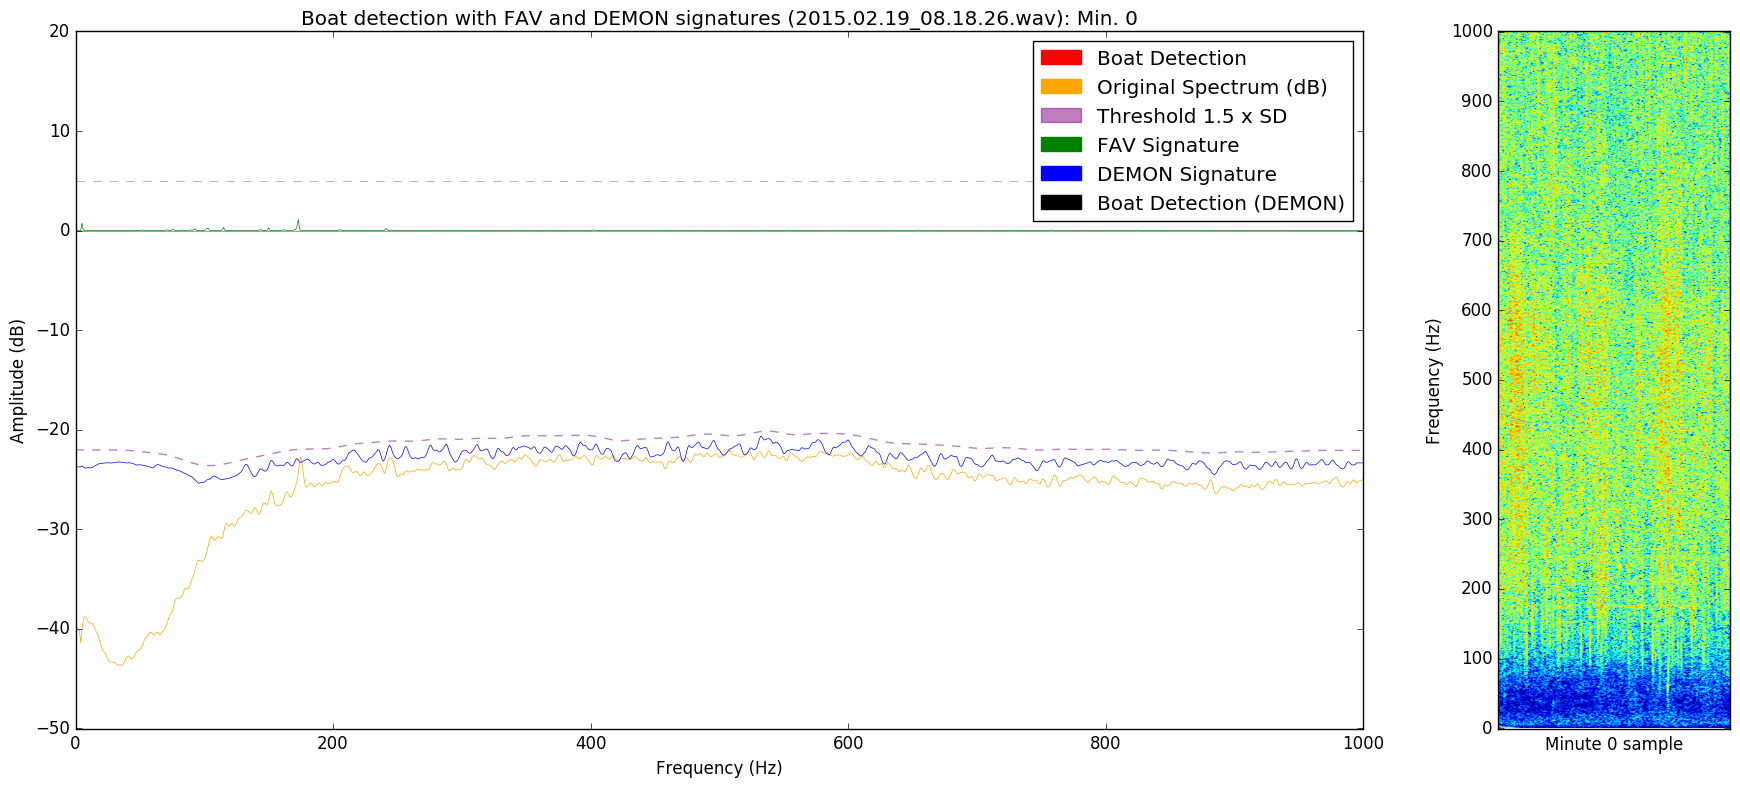 Boat detection with FAV and DEMON signatures (2015.02.19_08.18.26.wav): Min. 0
20
10
0
−10
−20
−30
−40
−50
Amplitude (dB)
Boat Detection
Original Spectrum (dB)
Threshold 1.5 x SD
FAV Signature
DEMON Signature
Boat Detection (DEMON)
0 200 400 600 800 1000
Frequency (Hz)
1000
900
800
700
600
500
400
300
200
100
0
Frequency (Hz)
Minute 0 sample